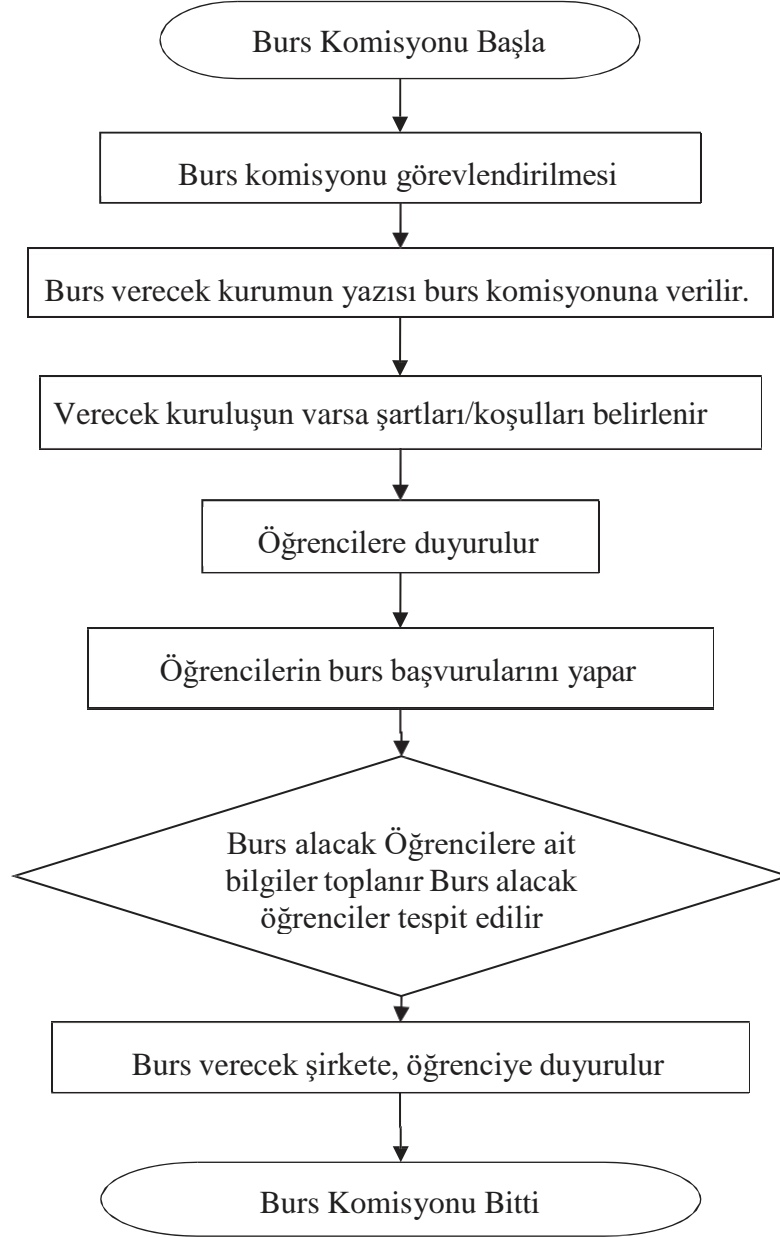 Burs Komisyonu Başla
Burs komisyonu görevlendirilmesi
Burs verecek kurumun yazısı burs komisyonuna verilir.
Verecek kuruluşun varsa şartları/koşulları belirlenir
Öğrencilere duyurulur
Öğrencilerin burs başvurularını yapar
Burs alacak Öğrencilere ait
bilgiler toplanır Burs alacak
öğrenciler tespit edilir
Burs verecek şirkete, öğrenciye duyurulur
Burs Komisyonu Bitti